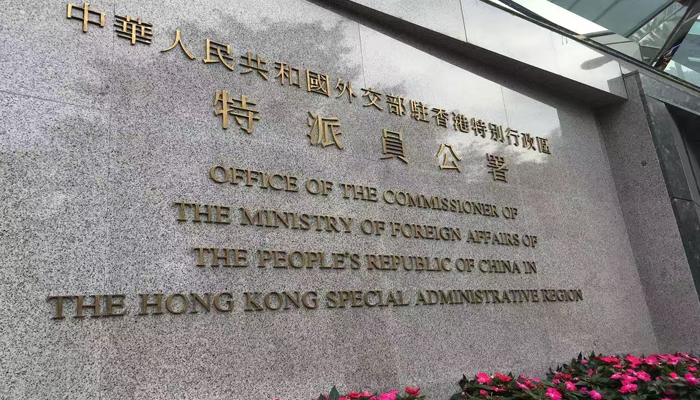 中華人民共和國外交部駐香港特別行政區
特派員公署
OFFICE OF THE COMMISSIONER OF
THE MINISTRY OF FOREIGN AFFAIRS OF
THE PEOPLE'S REPUBLIC OF CHINA IN
THE HONG KONG SPECIAL ADMINISTRATIVE REGION